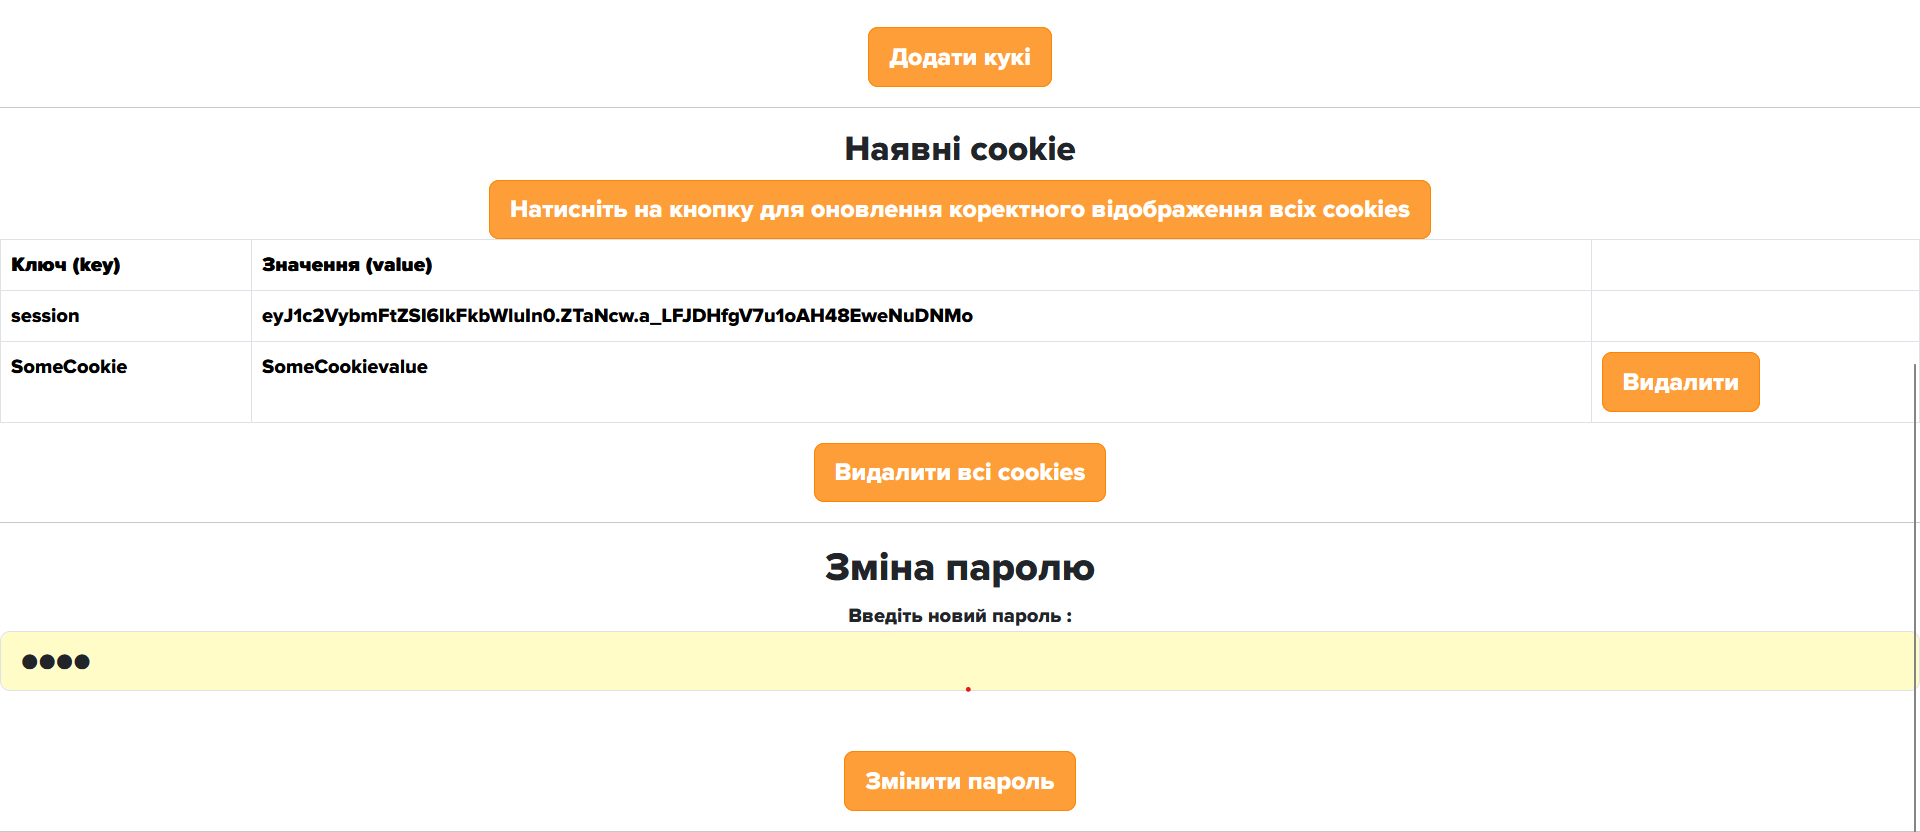 Додати кукі
Наявні cookie
Натисніть на кнопку для оновлення коректного відображення всіх cookies
Ключ (key) Значення (value)
session eyJ1c2VybmFtZSI6IkFkbWluIn0.ZTaNcw.a_LFJDHfgV7u1oAH48EweNuDNMo
SomeCookie SomeCookievalue Видалити
Видалити всі cookies
Зміна паролю
Введіть новий пароль :
●●●●
Змінити пароль